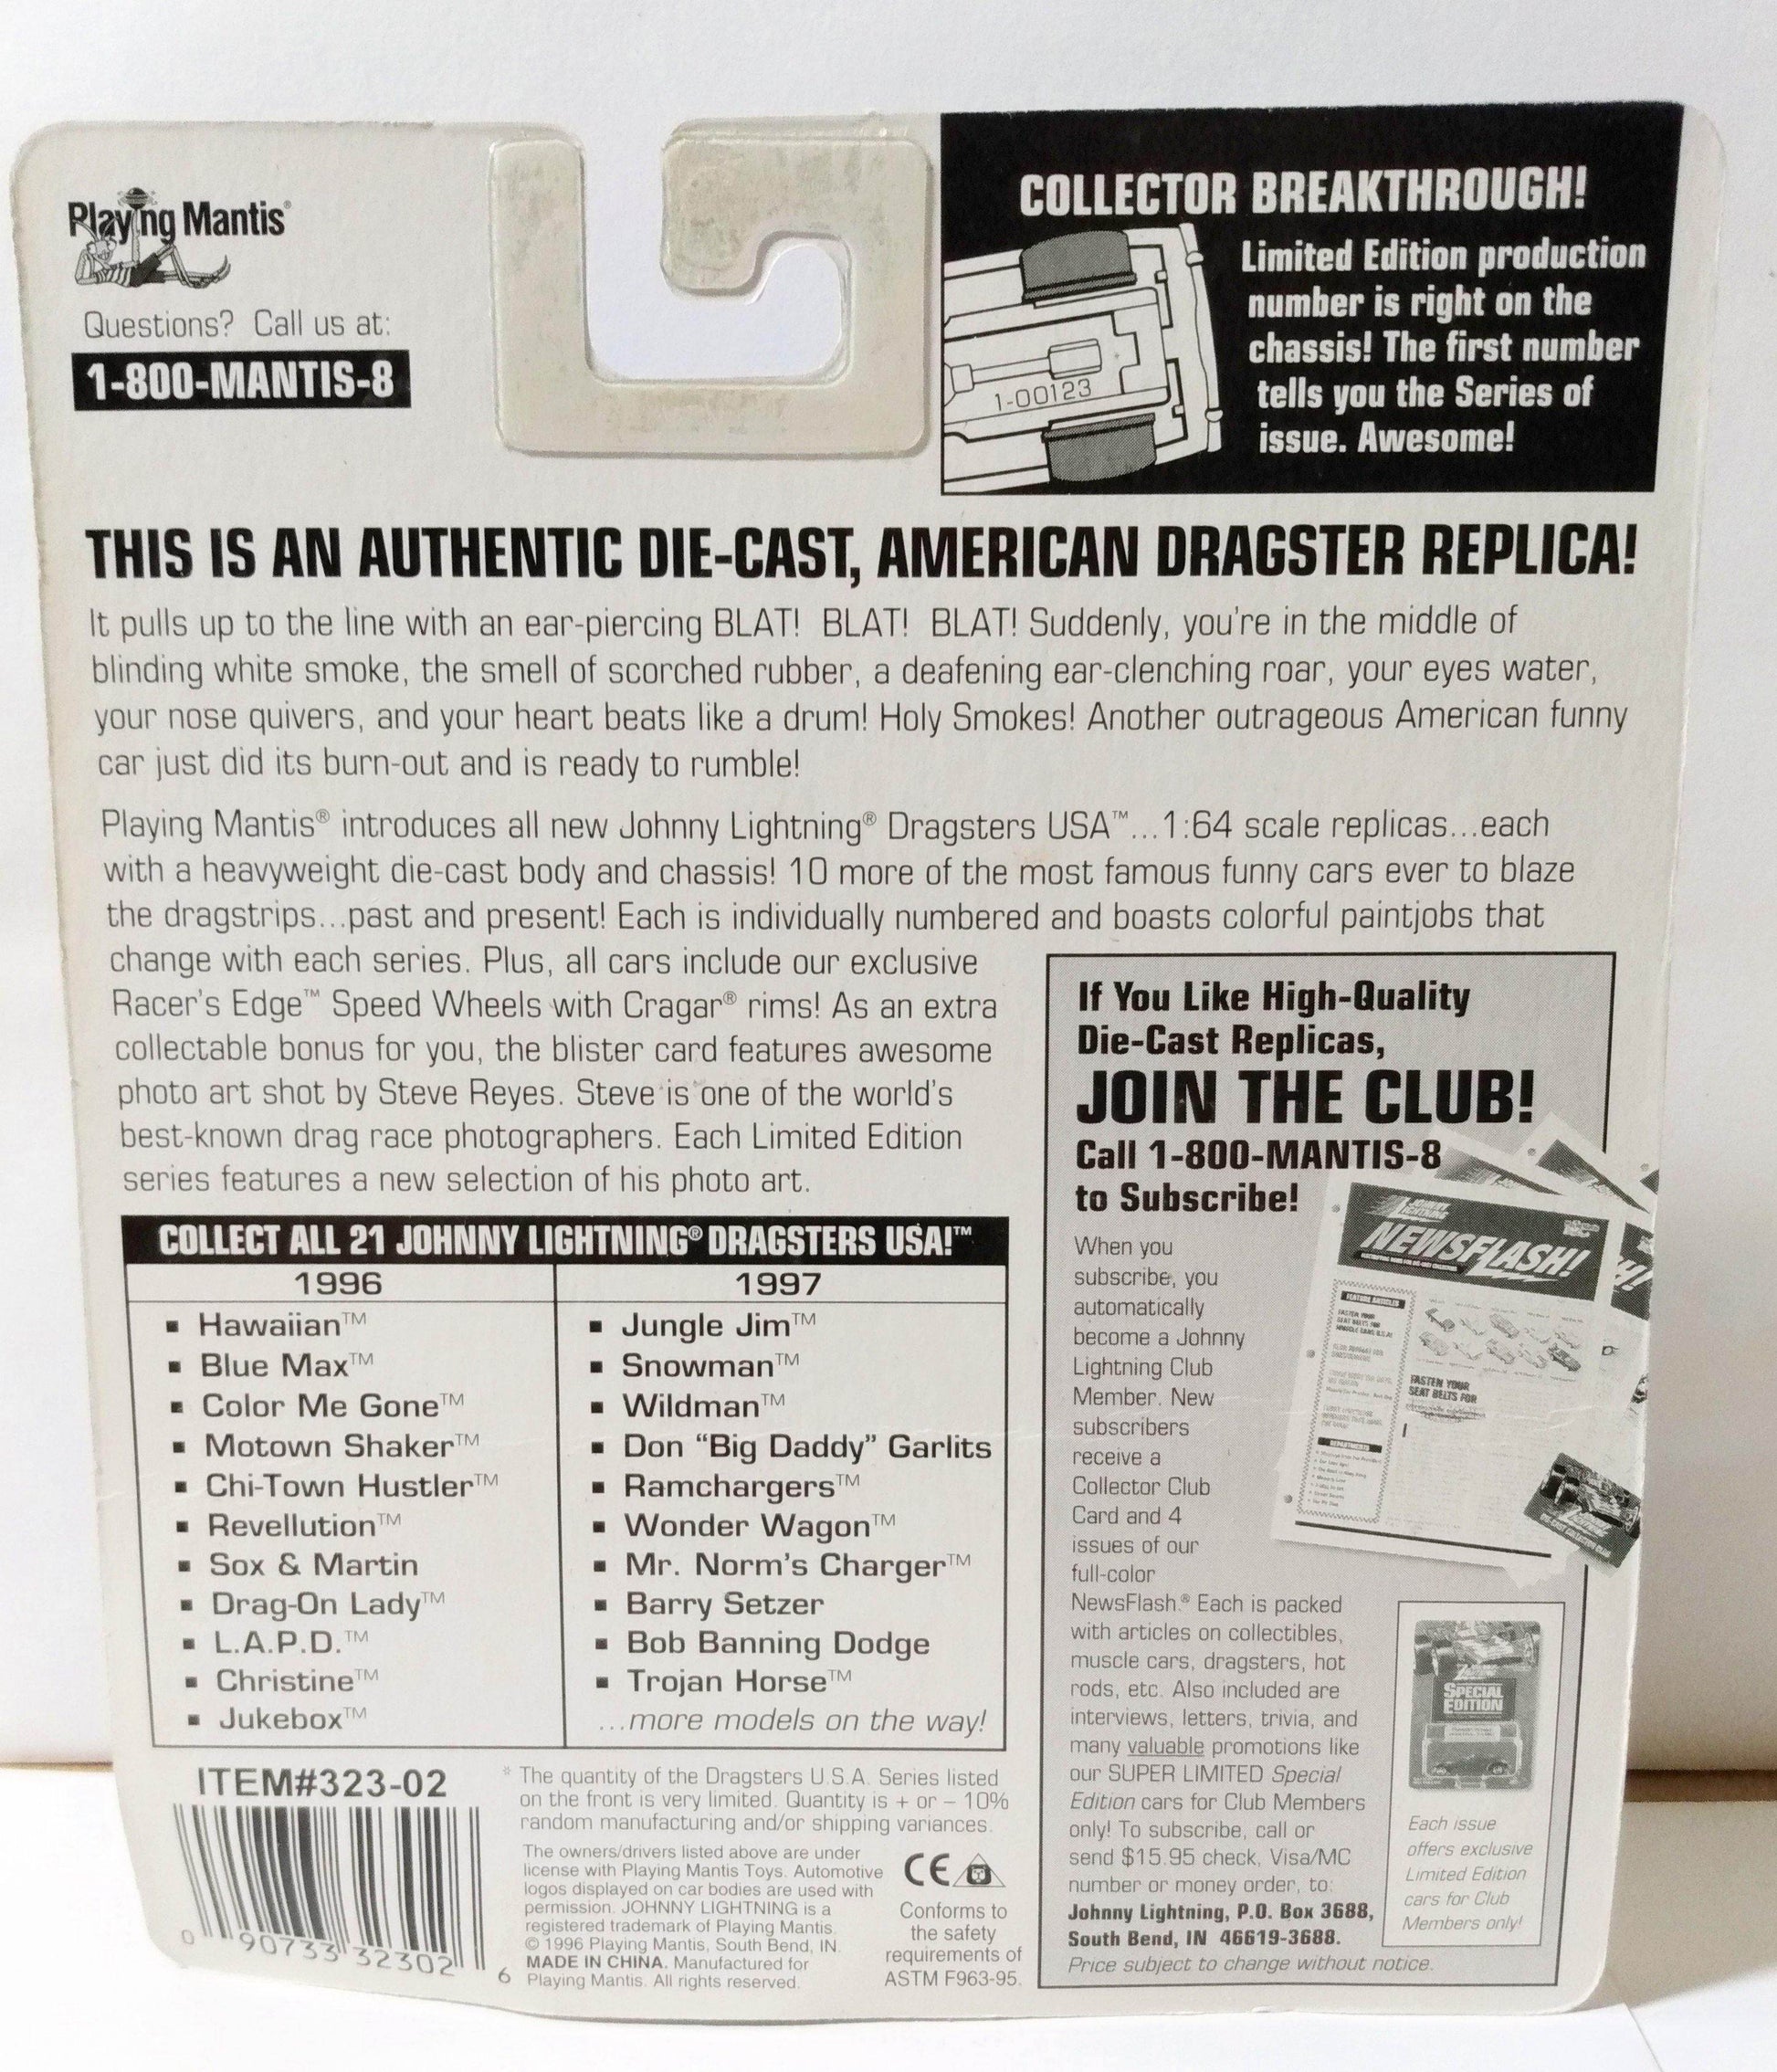 Playing Mantis®
Questions? Call us at:
1-800-MANTIS-8
COLLECTOR BREAKTHROUGH!
Limited Edition production
number is right on the
chassis! The first number
tells you the Series of
issue. Awesome!
1-00123
THIS IS AN AUTHENTIC DIE-CAST, AMERICAN DRAGSTER REPLICA!
It pulls up to the line with an ear-piercing BLAT! BLAT! BLAT! Suddenly, you're in the middle of
blinding white smoke, the smell of scorched rubber, a deafening ear-clenching roar, your eyes water,
your nose quivers, and your heart beats like a drum! Holy Smokes! Another outrageous American funny
car just did its burn-out and is ready to rumble!
Playing Mantis® introduces all new Johnny Lightning® Dragsters USA™...1:64 scale replicas...each
with a heavyweight die-cast body and chassis! 10 more of the most famous funny cars ever to blaze
the dragstrips...past and present! Each is individually numbered and boasts colorful paintjobs that
change with each series. Plus, all cars include our exclusive
Racer's Edge™ Speed Wheels with Cragar® rims! As an extra
collectable bonus for you, the blister card features awesome
photo art shot by Steve Reyes. Steve is one of the world's
best-known drag race photographers. Each Limited Edition
series features a new selection of his photo art.
COLLECT ALL 21 JOHNNY LIGHTNING® DRAGSTERS USA!™
1996
▪ Hawaiian™
▪ Blue Max™
▪ Color Me Gone™
▪ Motown Shaker™
▪ Chi-Town Hustler™
▪ Revellution™
▪ Sox & Martin
▪ Drag-On Lady™
▪ L.A.P.D.™
▪ Christine™
▪ Jukebox™
1997
▪ Jungle Jim™
▪ Snowman™
▪ Wildman™
▪ Don “Big Daddy” Garlits
▪ Ramchargers™
▪ Wonder Wagon™
▪ Mr. Norm's Charger™
▪ Barry Setzer
▪ Bob Banning Dodge
▪ Trojan Horse™
...more models on the way!
ITEM#323-02
0 90733 32302 6
* The quantity of the Dragsters U.S.A. Series listed
on the front is very limited. Quantity is + or – 10%
random manufacturing and/or shipping variances.
The owners/drivers listed above are under
license with Playing Mantis Toys. Automotive
logos displayed on car bodies are used with
permission. JOHNNY LIGHTNING is a
registered trademark of Playing Mantis.
© 1996 Playing Mantis, South Bend, IN.
MADE IN CHINA. Manufactured for
Playing Mantis. All rights reserved.
CE
Conforms to
the safety
requirements of
ASTM F963-95.
If You Like High-Quality
Die-Cast Replicas,
JOIN THE CLUB!
Call 1-800-MANTIS-8
to Subscribe!
When you
subscribe, you
automatically
become a Johnny
Lightning Club
Member. New
subscribers
receive a
Collector Club
Card and 4
issues of our
full-color
NewsFlash.® Each is packed
with articles on collectibles,
muscle cars, dragsters, hot
rods, etc. Also included are
interviews, letters, trivia, and
many valuable promotions like
our SUPER LIMITED Special
Edition cars for Club Members
only! To subscribe, call or
send $15.95 check, Visa/MC
number or money order, to:
Johnny Lightning, P.O. Box 3688,
South Bend, IN 46619-3688.
Price subject to change without notice.
NEWSFLASH!
FEATURE ARTICLES
FASTEN YOUR
SEAT BELTS FOR
DEPARTMENTS
SPECIAL
EDITION
Each issue
offers exclusive
Limited Edition
cars for Club
Members only!